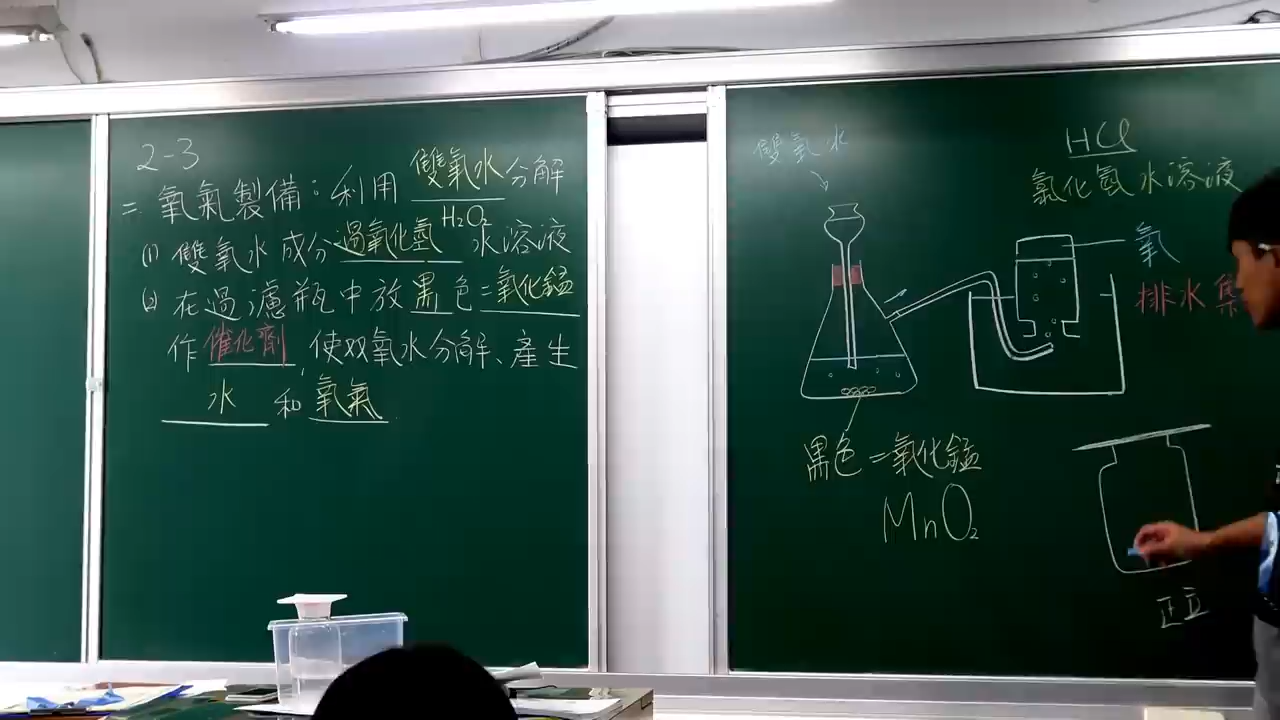 2-3
二、氧氣製備:利用雙氧水分解
H₂O₂
(1) 雙氧水成分過氧化氫水溶液
(2) 在過濾瓶中放黑色二氧化錳
作催化劑,使双氧水分解、產生
水和氧氣.
雙氧水
HCl
氯化氫水溶液
氧
排水集
黑色二氧化錳
MnO₂
正立